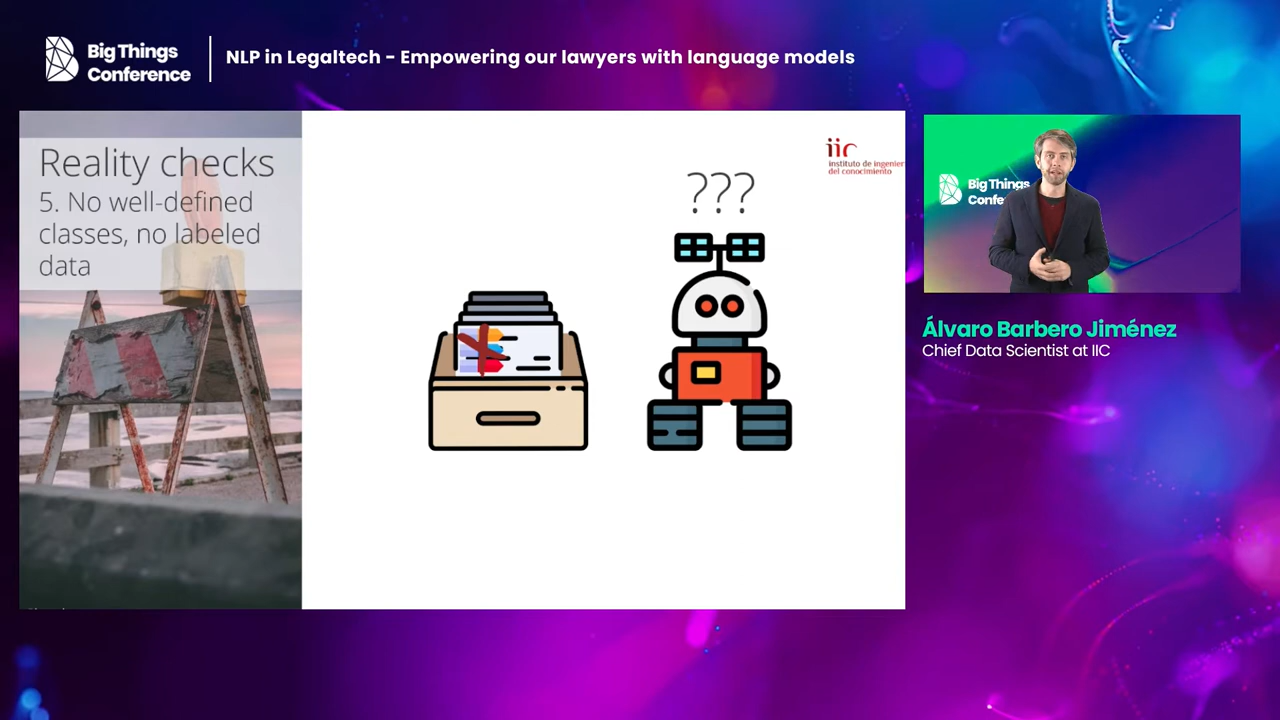 Big Things
Conference
NLP in Legaltech - Empowering our lawyers with language models
Reality checks
5. No well-defined
classes, no labeled
data
iic
instituto de ingenier
del conocimiento
???
Big Things
Confe
Álvaro Barbero Jiménez
Chief Data Scientist at IIC